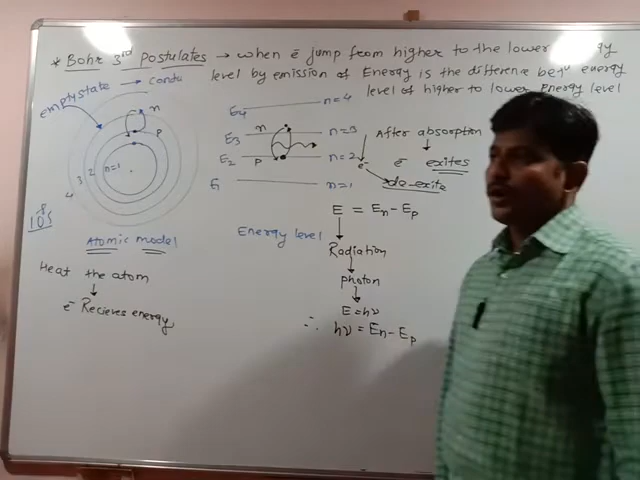 * Bohr 3rd Postulates → when e⁻ jump from higher to the lower
level by emission of Energy is the difference betn energy
level of higher to lower energy level
empty state → condu
n
P
n=1
2
3
4
10⁻⁸ S
Atomic model
Heat the atom
↓
e⁻ Recieves energy
E4 n=4
E3 n n=3
E2 P n=2
E1 n=1
Energy level
After absorption
↓
e⁻ exites
e⁻
de-exite
E = En - Ep
↓
Radiation
↓
Photon
↓
E = hν
∴ hν = En - Ep